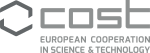 cost
EUROPEAN COOPERATION
IN SCIENCE & TECHNOLOGY